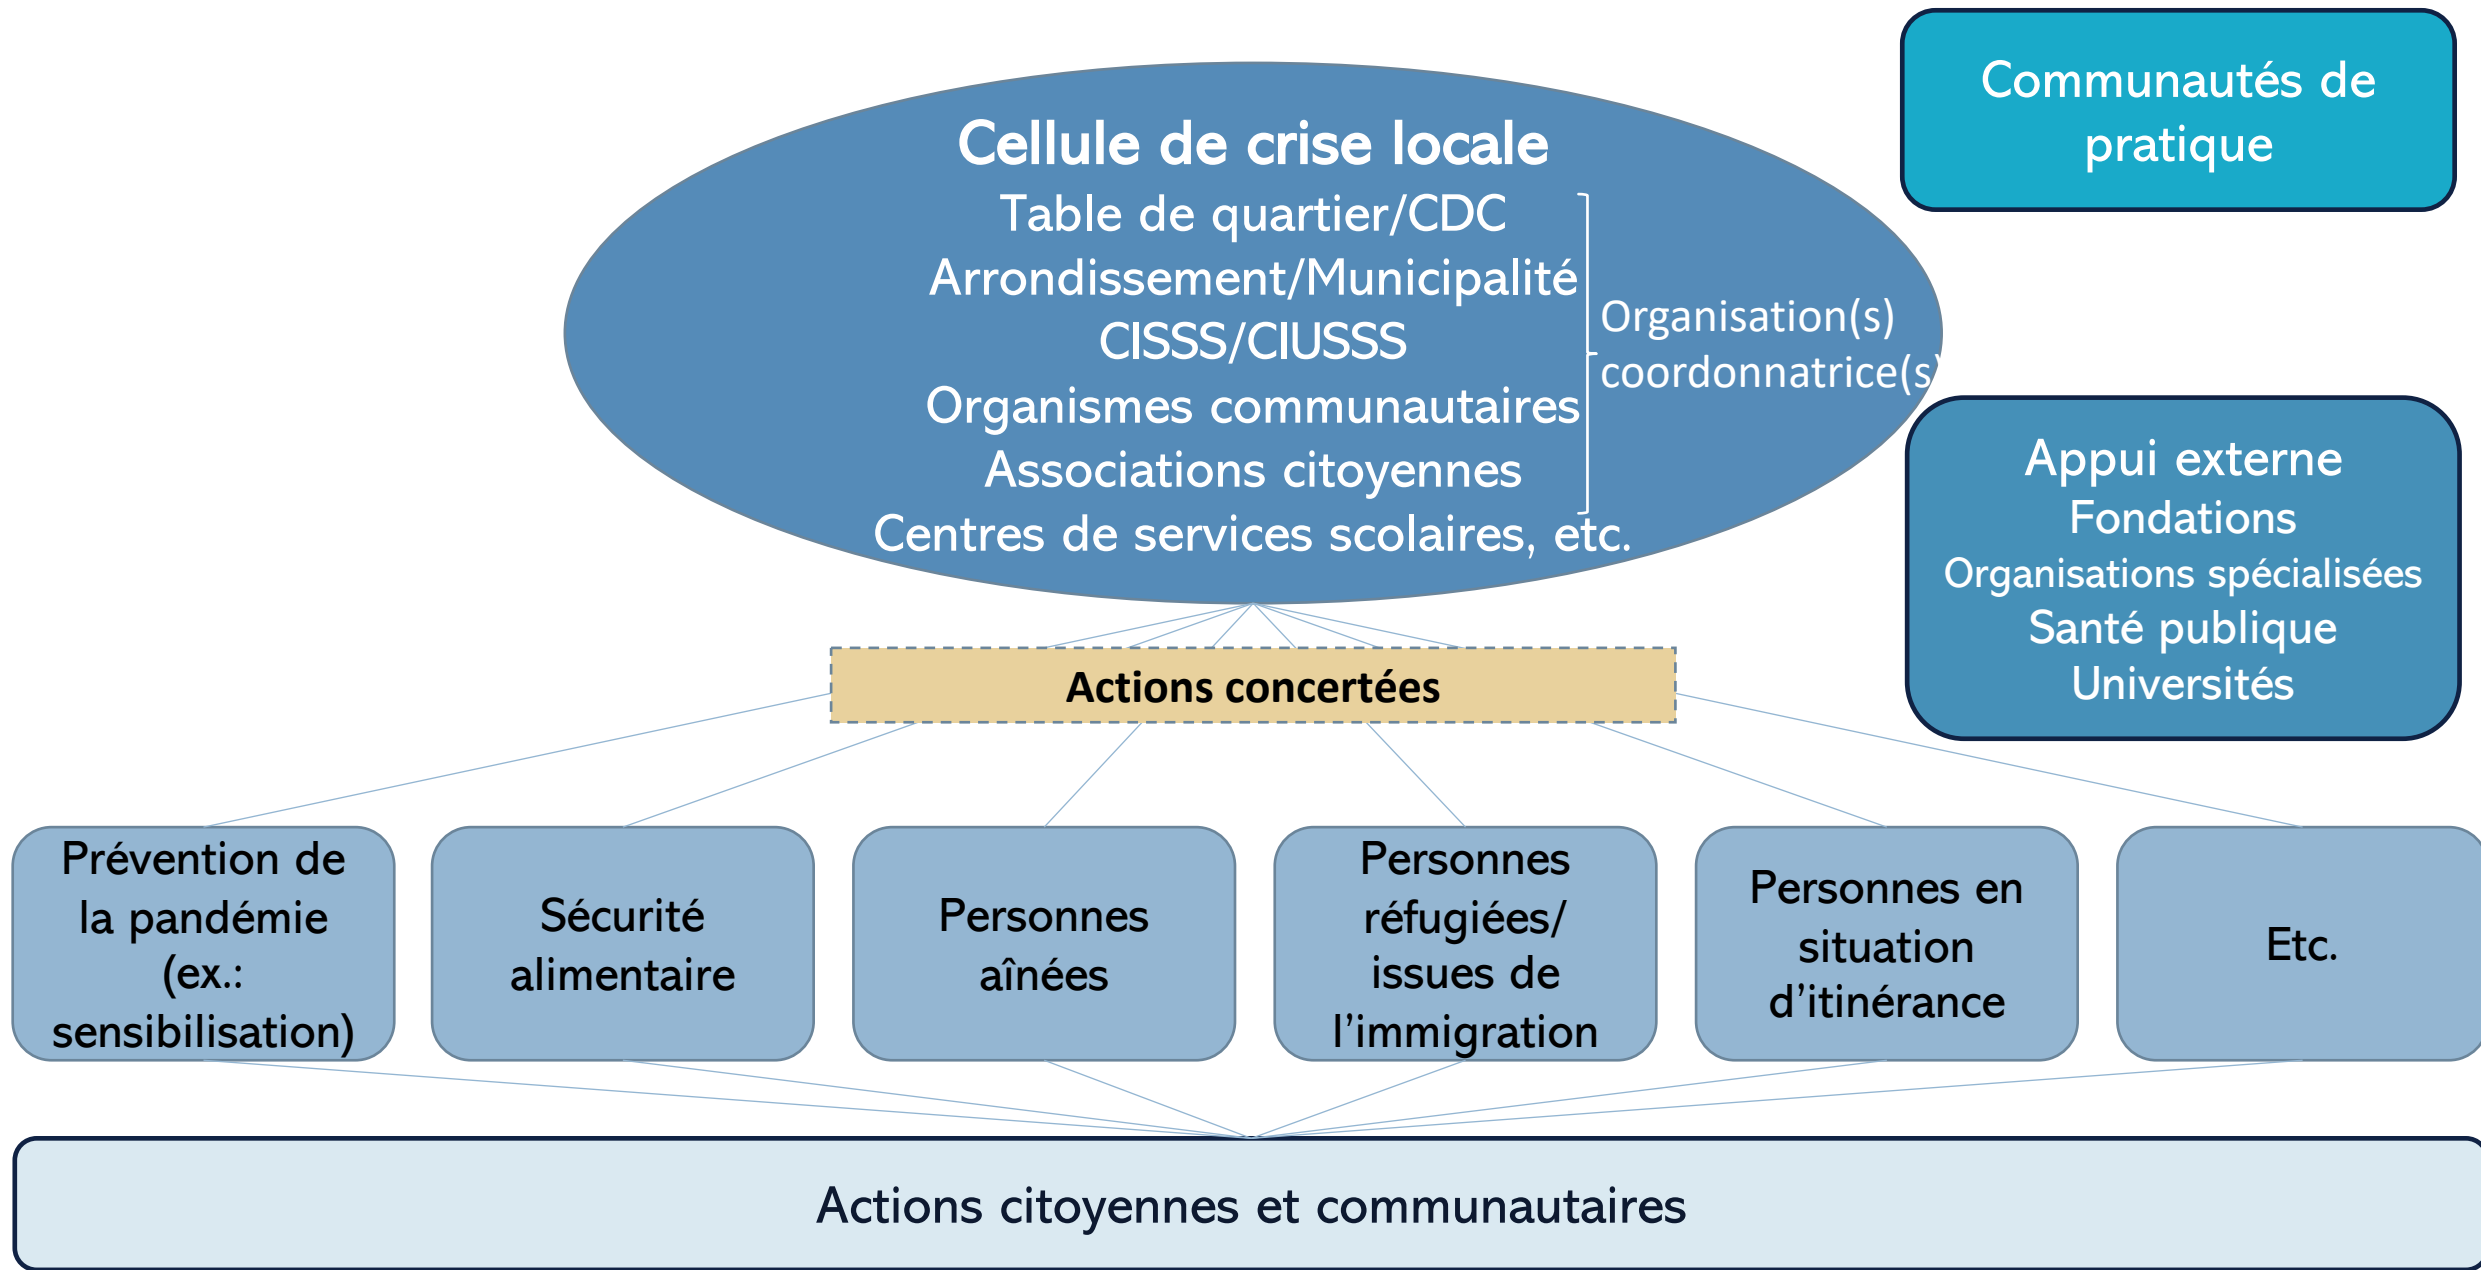 Communautés de
pratique
Cellule de crise locale
Table de quartier/CDC
Arrondissement/Municipalité
CISSS/CIUSSS
Organismes communautaires
Associations citoyennes
Centres de services scolaires, etc.
Organisation(s)
coordonnatrice(s)
Appui externe
Fondations
Organisations spécialisées
Santé publique
Universités
Actions concertées
Prévention de
la pandémie
(ex.:
sensibilisation)
Sécurité
alimentaire
Personnes
aînées
Personnes
réfugiées/
issues de
l’immigration
Personnes en
situation
d’itinérance
Etc.
Actions citoyennes et communautaires